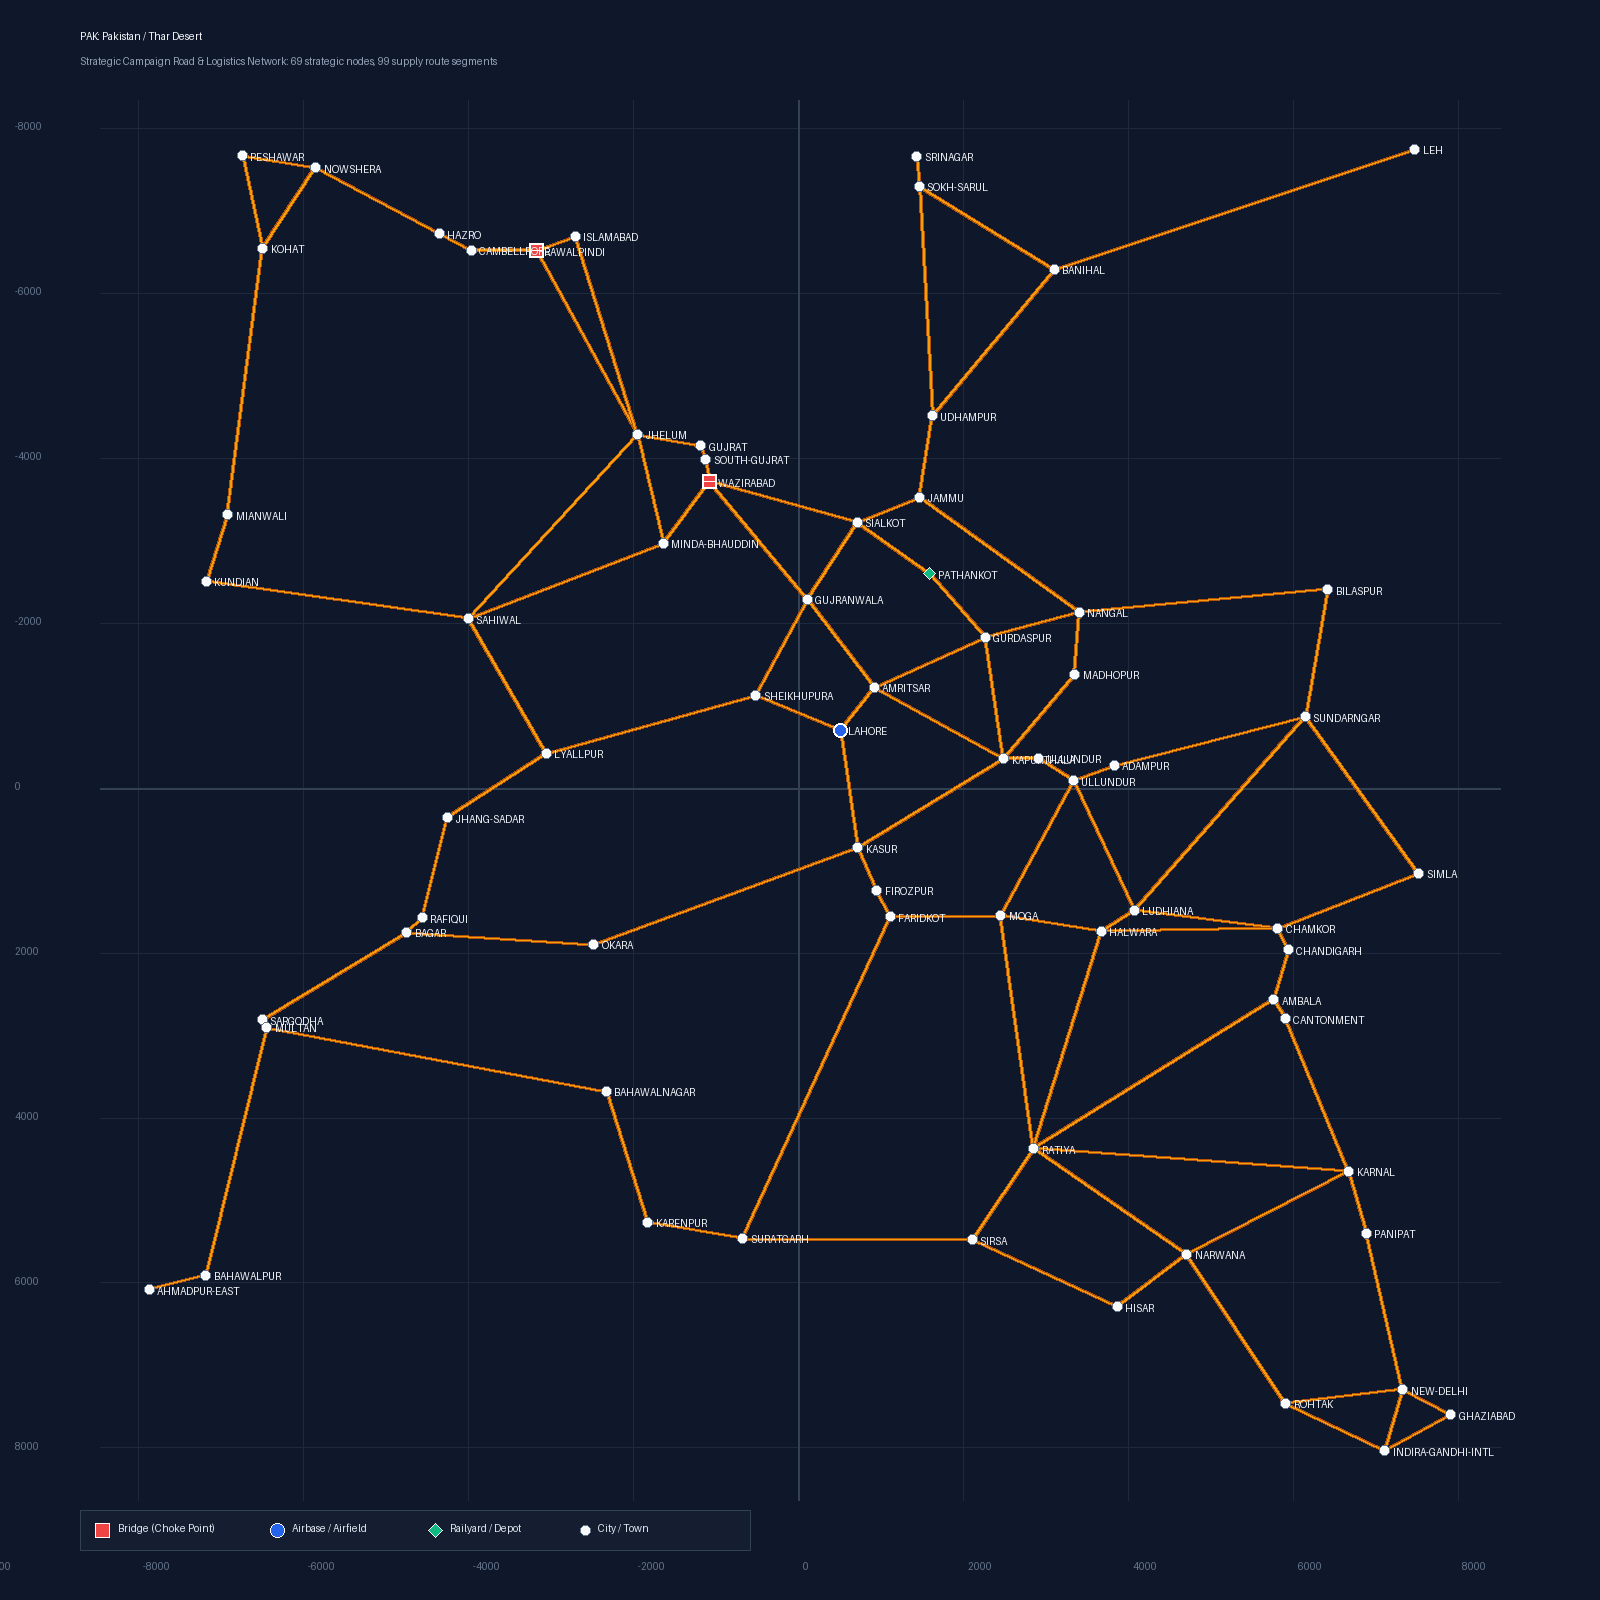 PAK: Pakistan / Thar Desert
Strategic Campaign Road & Logistics Network: 69 strategic nodes, 99 supply route segments
-8000
PESHAWAR
NOWSHERA
SRINAGAR
SOKH-SARUL
LEH
HAZRO
ISLAMABAD
KOHAT
RAWALPINDI
BANIHAL
-6000
UDHAMPUR
JHELUM
GUJRAT
-4000
SOUTH-GUJRAT
WAZIRABAD
JAMMU
MIANWALI
SIALKOT
MINDA-BHAUDDIN
PATHANKOT
KUNDIAN
BILASPUR
GUJRANWALA
NANGAL
-2000
SAHIWAL
GURDASPUR
MADHOPUR
AMRITSAR
SHEIKHUPURA
SUNDARNGAR
LAHORE
LYALLPUR
ADAMPUR
0
ULLUNDUR
JHANG-SADAR
KASUR
SIMLA
FIROZPUR
RAFIQUI
FARIDKOT
MOGA
LUDHIANA
BAGAR
HALWARA
CHAMKOR
OKARA
2000
CHANDIGARH
AMBALA
SARGODHA
MULTAN
CANTONMENT
BAHAWALNAGAR
4000
RATIYA
KARNAL
KARENPUR
SURATGARH
SIRSA
PANIPAT
NARWANA
BAHAWALPUR
6000
AHMADPUR-EAST
HISAR
NEW-DELHI
ROHTAK
GHAZIABAD
8000
INDIRA-GANDHI-INTL
Bridge (Choke Point)
Airbase / Airfield
Railyard / Depot
City / Town
-8000
-6000
-4000
-2000
0
2000
4000
6000
8000